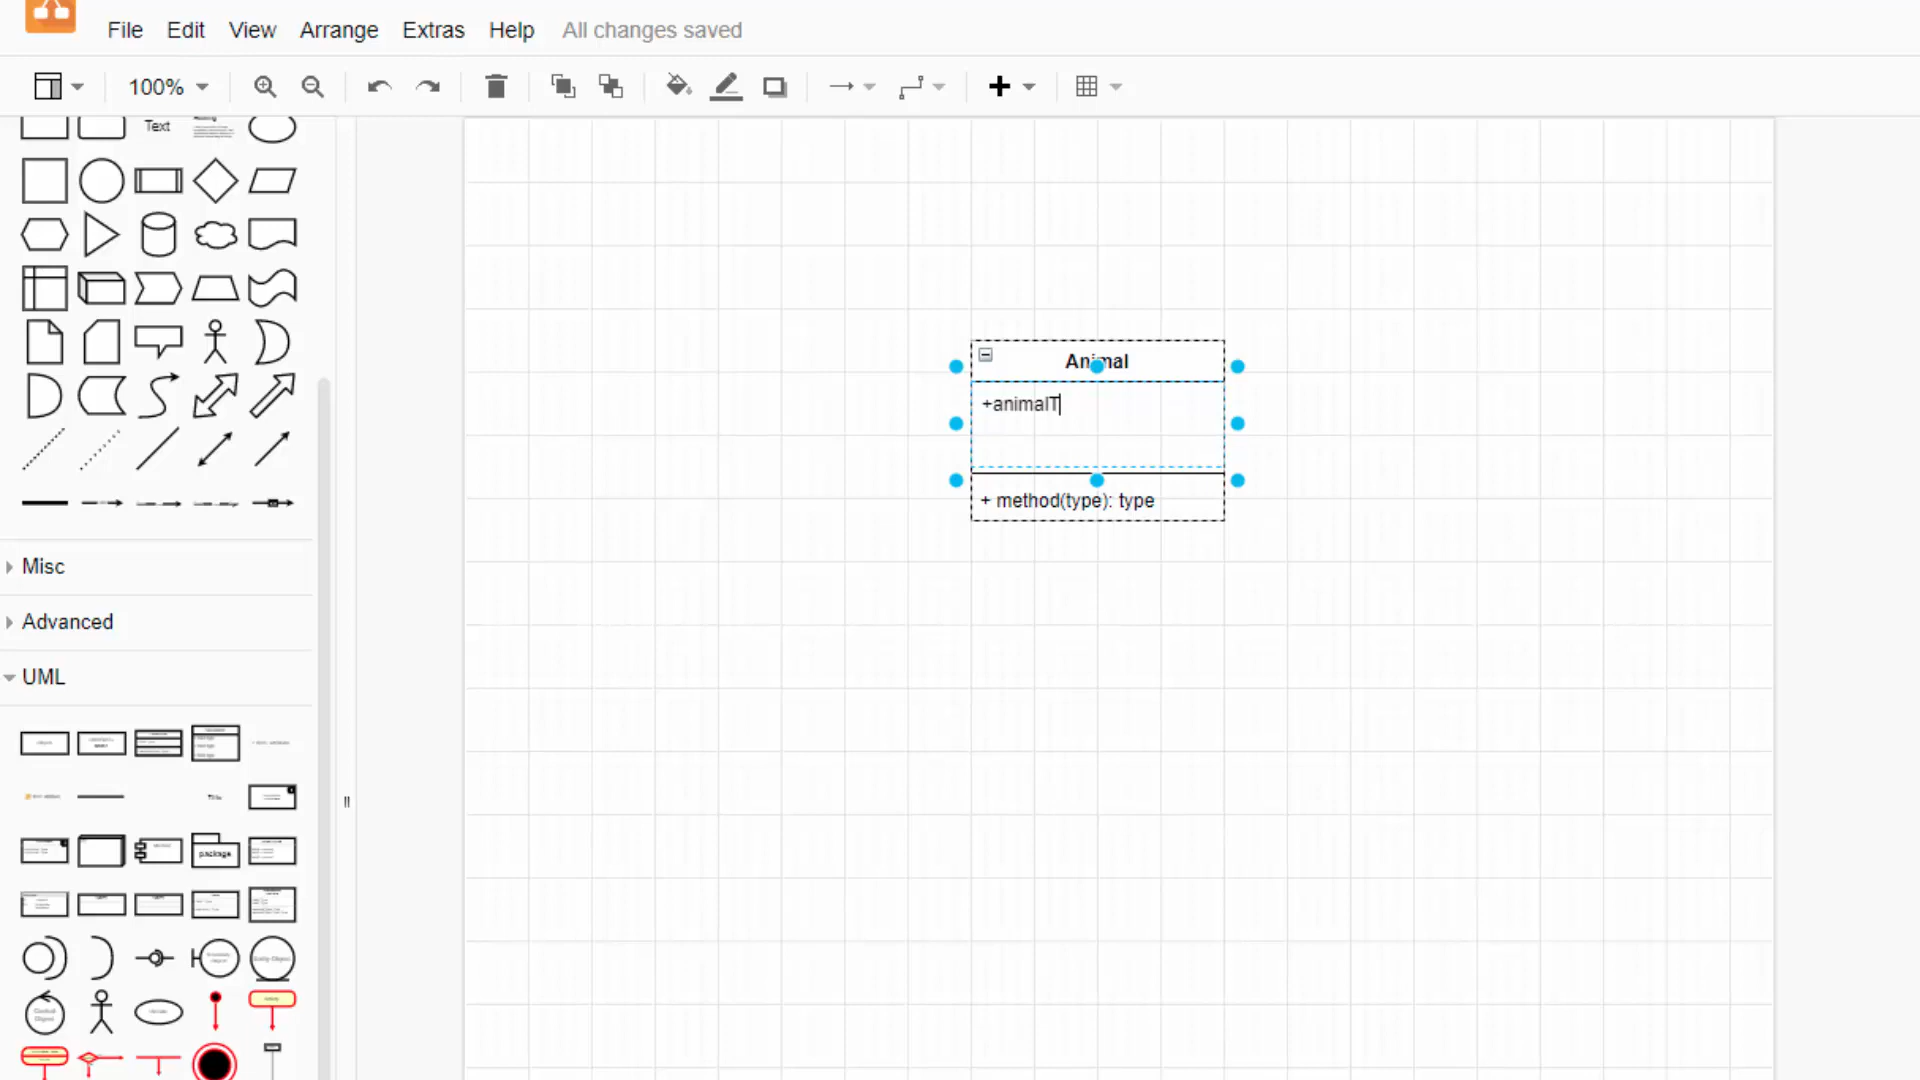 File Edit View Arrange Extras Help All changes saved
100%
Text
Animal
+animalT
+ method(type): type
Misc
Advanced
UML
package